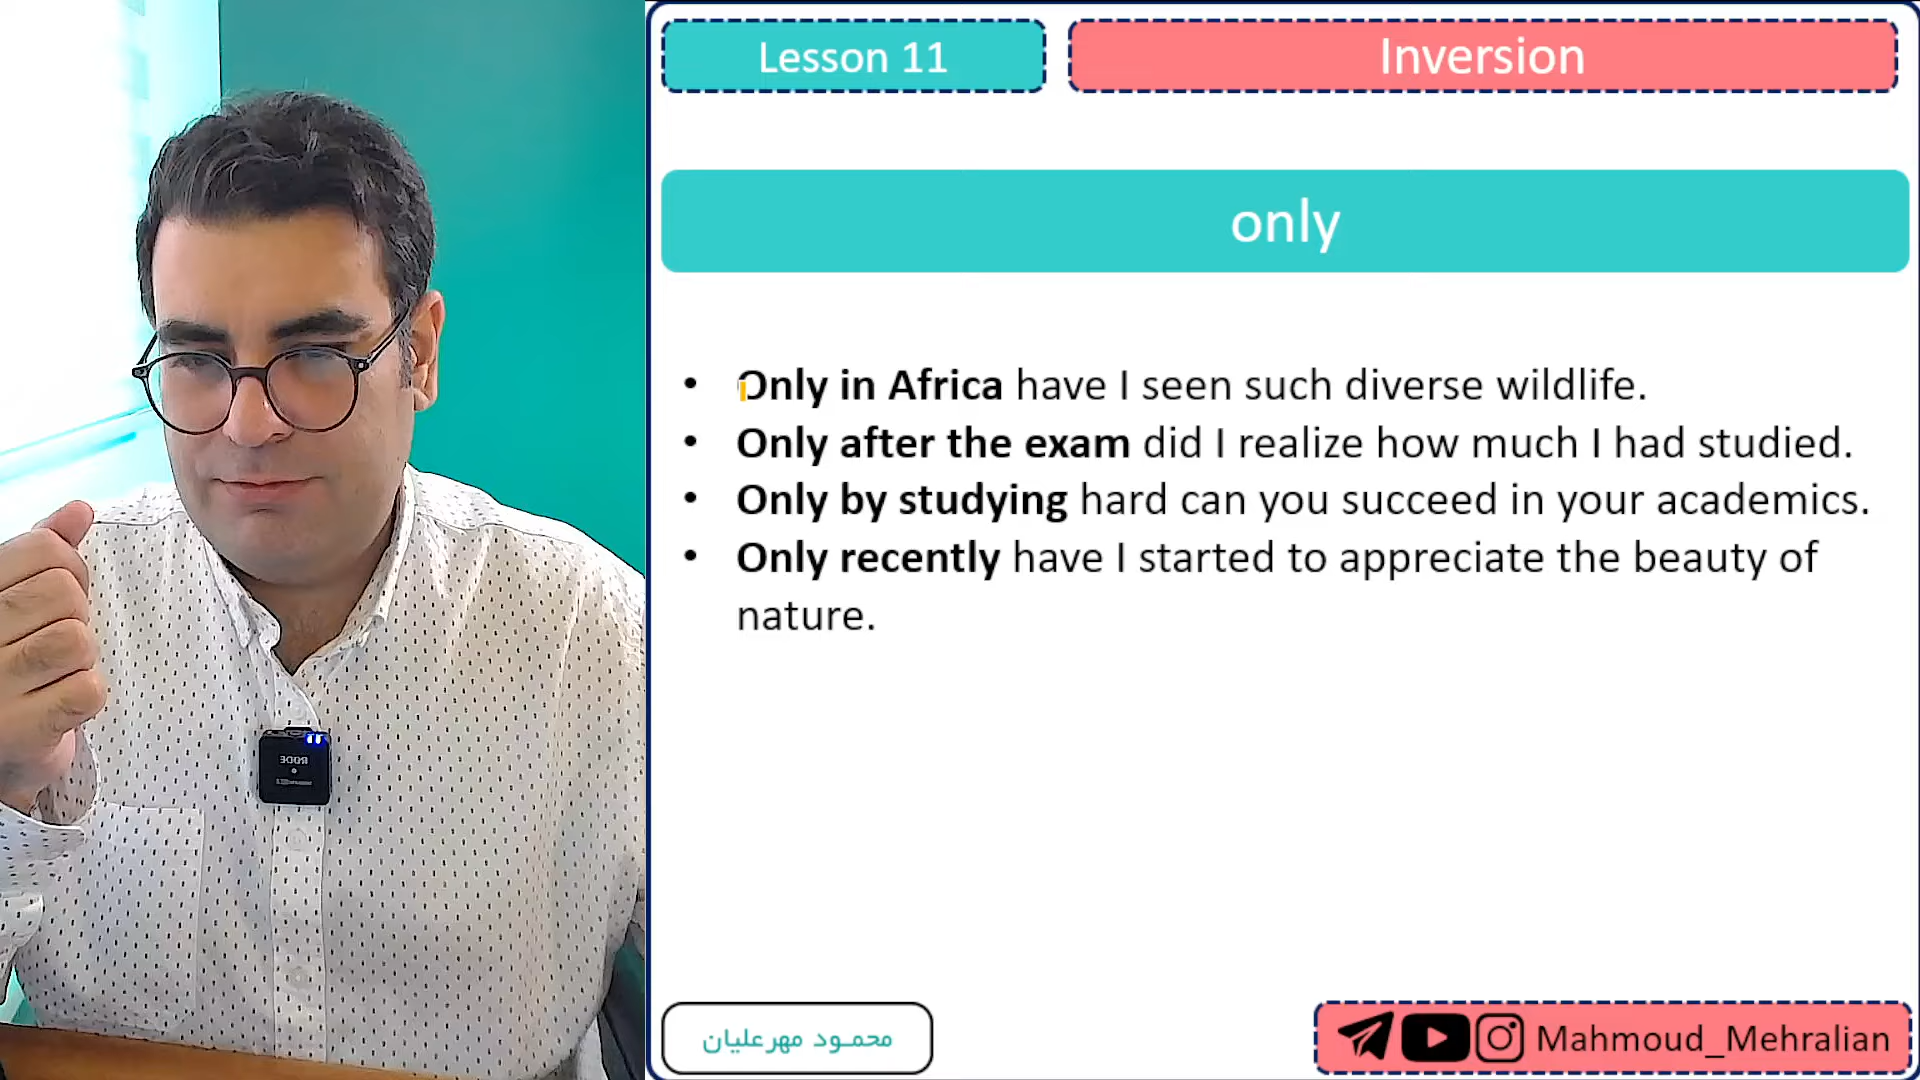 Lesson 11
Inversion
only
• Only in Africa have I seen such diverse wildlife.
• Only after the exam did I realize how much I had studied.
• Only by studying hard can you succeed in your academics.
• Only recently have I started to appreciate the beauty of
nature.
RODE
محمـود مهرعلیان
Mahmoud_Mehralian